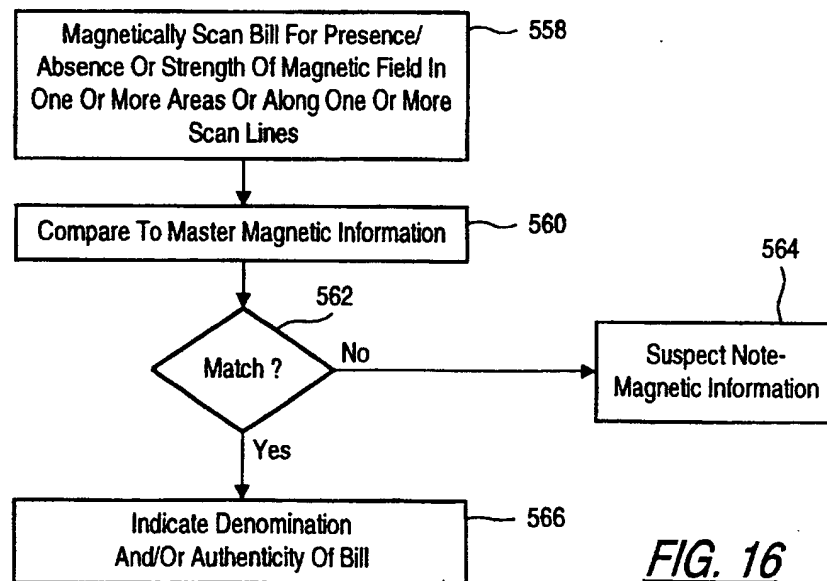 Magnetically Scan Bill For Presence/
Absence Or Strength Of Magnetic Field In
One Or More Areas Or Along One Or More
Scan Lines
558
Compare To Master Magnetic Information
560
562
Match ?
No
564
Suspect Note-
Magnetic Information
Yes
Indicate Denomination
And/Or Authenticity Of Bill
566
FIG. 16